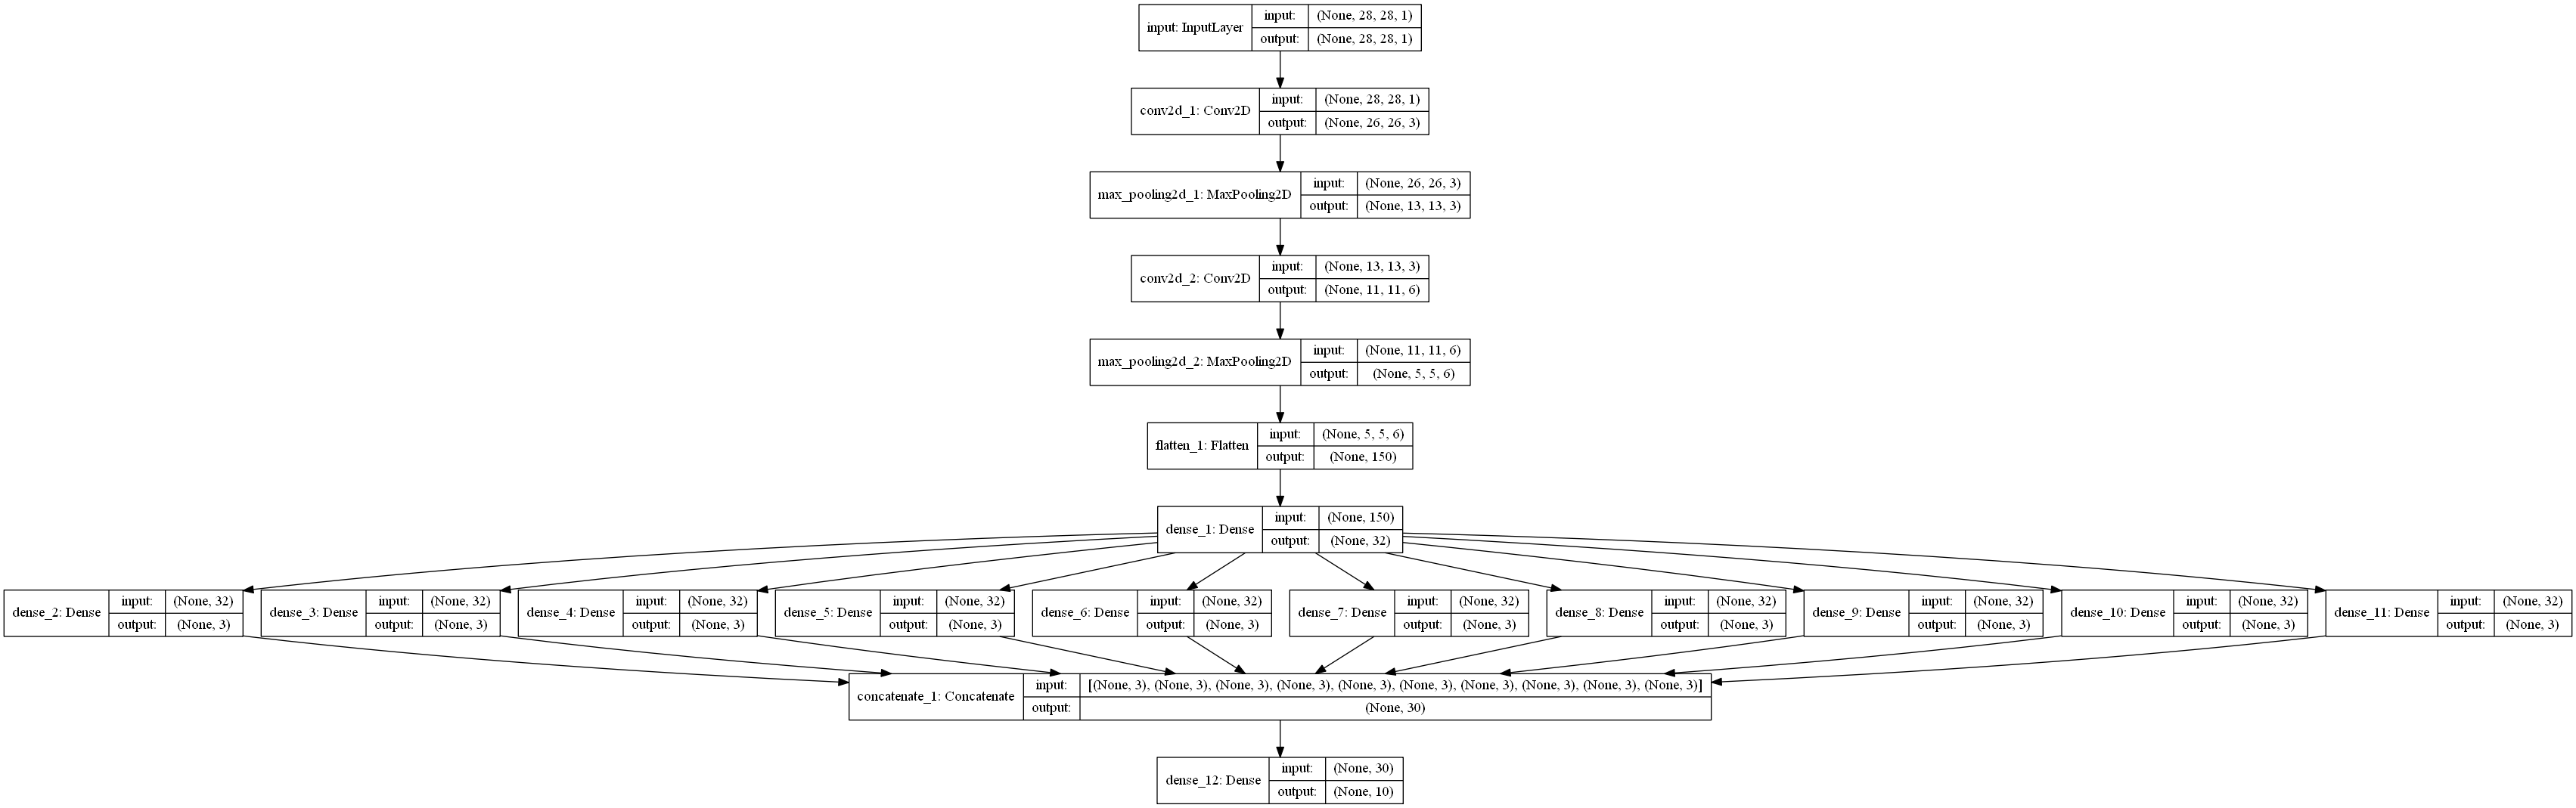 input: InputLayer
input:
(None, 28, 28, 1)
output:
(None, 28, 28, 1)
conv2d_1: Conv2D
input:
(None, 28, 28, 1)
output:
(None, 26, 26, 3)
max_pooling2d_1: MaxPooling2D
input:
(None, 26, 26, 3)
output:
(None, 13, 13, 3)
conv2d_2: Conv2D
input:
(None, 13, 13, 3)
output:
(None, 11, 11, 6)
max_pooling2d_2: MaxPooling2D
input:
(None, 11, 11, 6)
output:
(None, 5, 5, 6)
flatten_1: Flatten
input:
(None, 5, 5, 6)
output:
(None, 150)
dense_1: Dense
input:
(None, 150)
output:
(None, 32)
dense_2: Dense
input:
(None, 32)
output:
(None, 3)
dense_3: Dense
input:
(None, 32)
output:
(None, 3)
dense_4: Dense
input:
(None, 32)
output:
(None, 3)
dense_5: Dense
input:
(None, 32)
output:
(None, 3)
dense_6: Dense
input:
(None, 32)
output:
(None, 3)
dense_7: Dense
input:
(None, 32)
output:
(None, 3)
dense_8: Dense
input:
(None, 32)
output:
(None, 3)
dense_9: Dense
input:
(None, 32)
output:
(None, 3)
dense_10: Dense
input:
(None, 32)
output:
(None, 3)
dense_11: Dense
input:
(None, 32)
output:
(None, 3)
concatenate_1: Concatenate
input:
[(None, 3), (None, 3), (None, 3), (None, 3), (None, 3), (None, 3), (None, 3), (None, 3), (None, 3), (None, 3)]
output:
(None, 30)
dense_12: Dense
input:
(None, 30)
output:
(None, 10)